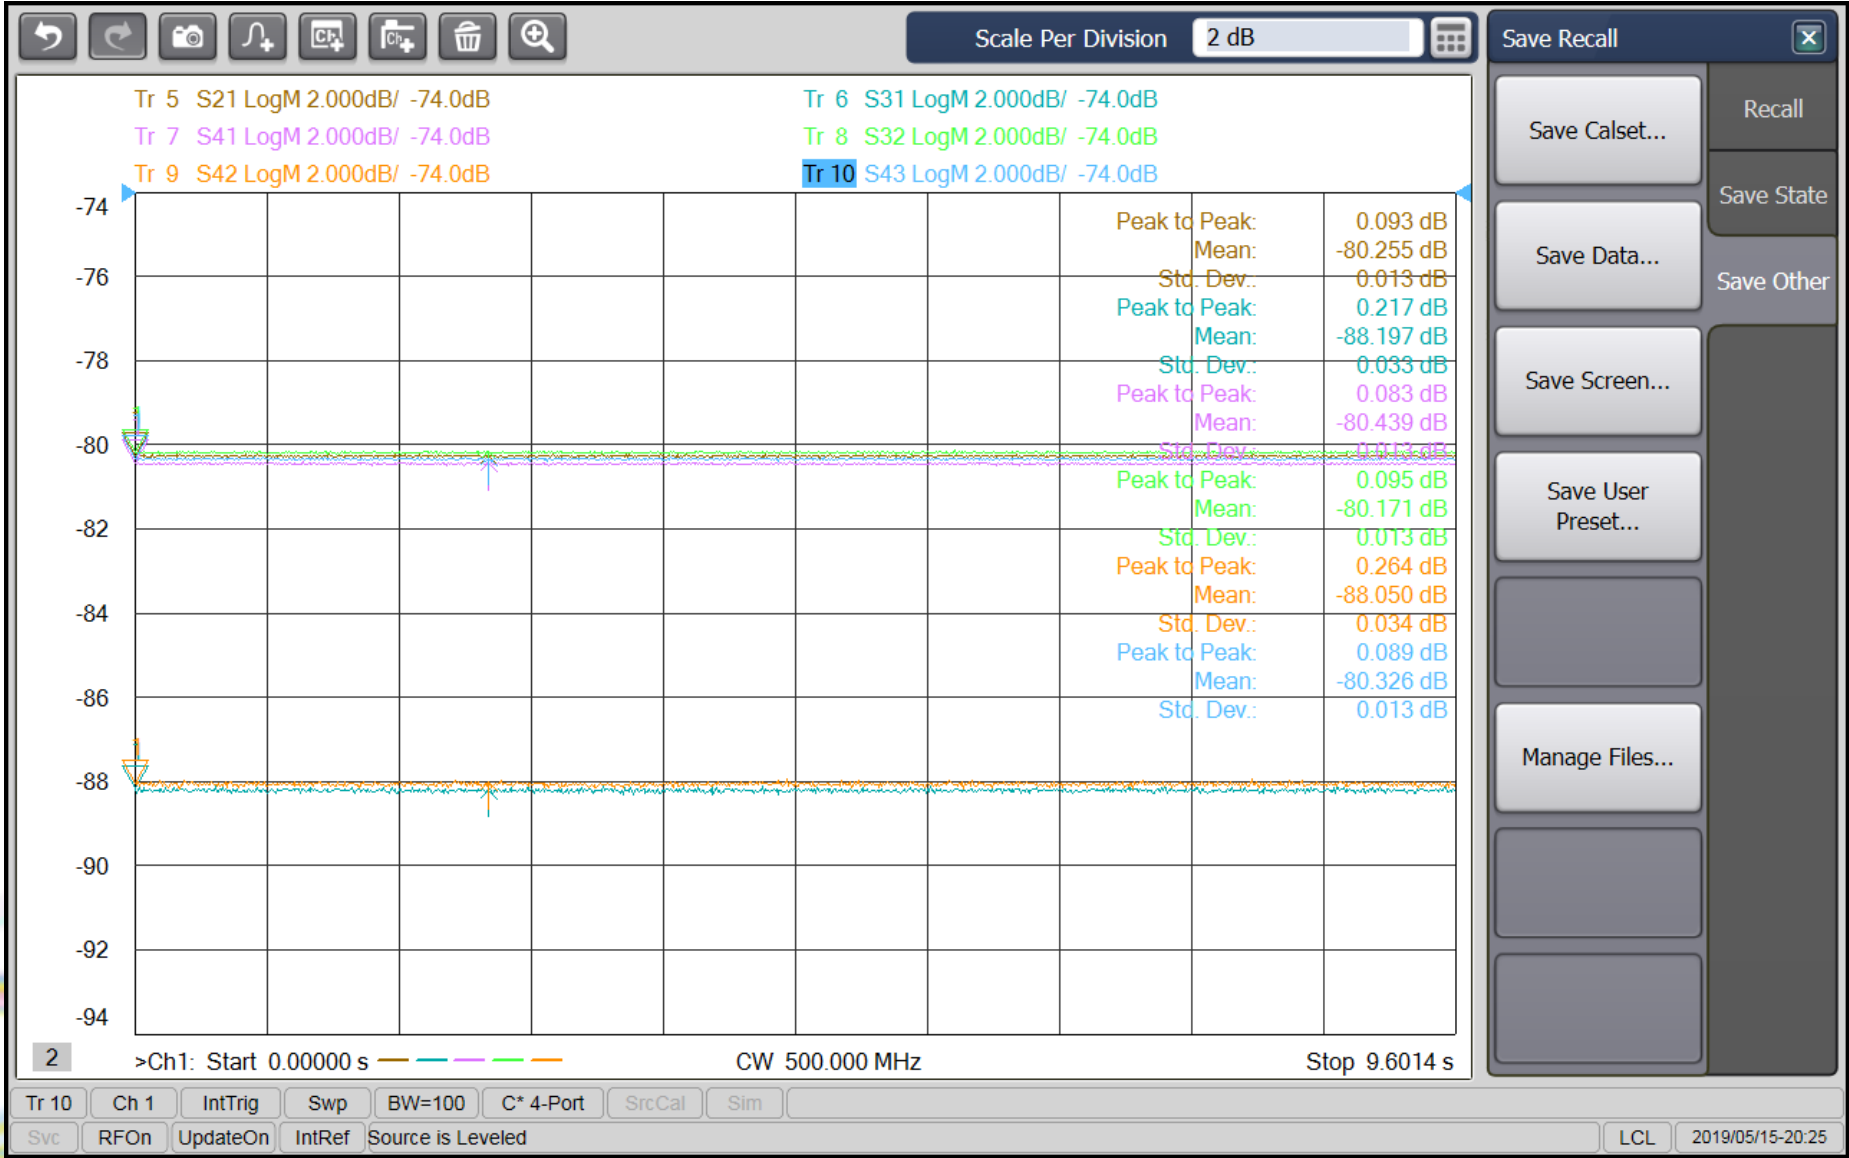 Scale Per Division 2 dB
Save Recall
Tr 5 S21 LogM 2.000dB/ -74.0dB
Tr 6 S31 LogM 2.000dB/ -74.0dB
Tr 7 S41 LogM 2.000dB/ -74.0dB
Tr 8 S32 LogM 2.000dB/ -74.0dB
Tr 9 S42 LogM 2.000dB/ -74.0dB
Tr 10 S43 LogM 2.000dB/ -74.0dB
-74
-76
-78
-80
-82
-84
-86
-88
-90
-92
-94
Peak to Peak: 0.093 dB
Mean: -80.255 dB
Std. Dev.: 0.013 dB
Peak to Peak: 0.217 dB
Mean: -88.197 dB
Std. Dev.: 0.033 dB
Peak to Peak: 0.083 dB
Mean: -80.439 dB
Std. Dev.: 0.013 dB
Peak to Peak: 0.095 dB
Mean: -80.171 dB
Std. Dev.: 0.013 dB
Peak to Peak: 0.264 dB
Mean: -88.050 dB
Std. Dev.: 0.034 dB
Peak to Peak: 0.089 dB
Mean: -80.326 dB
Std. Dev.: 0.013 dB
2
>Ch1: Start 0.00000 s
CW 500.000 MHz
Stop 9.6014 s
Save Calset...
Save Data...
Save Screen...
Save User
Preset...
Manage Files...
Recall
Save State
Save Other
Tr 10 Ch 1 IntTrig Swp BW=100 C* 4-Port SrcCal Sim
Svc RFOn UpdateOn IntRef Source is Leveled LCL 2019/05/15-20:25